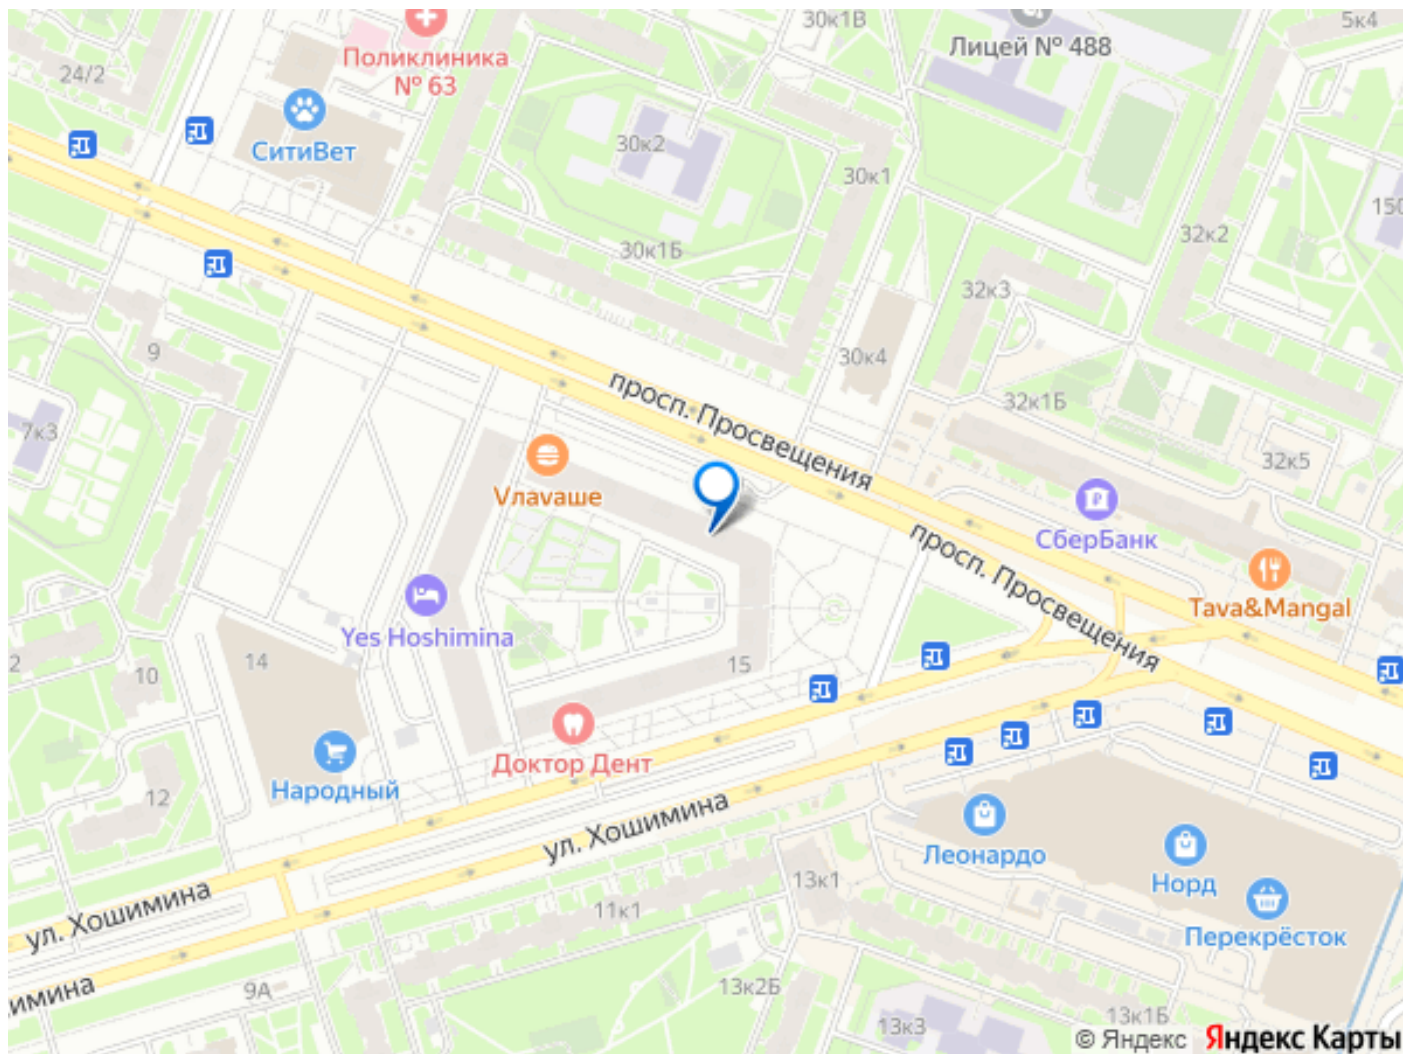 30к1В
5к4
Лицей № 488
Поликлиника
№ 63
24/2
СитиВет
30к2
30к1
150
32к2
30к1Б
32к3
9
30к4
просп. Просвещения
32к1Б
7к3
32к5
Vлаvаше
СберБанк
просп. Просвещения
Tava&Mangal
Yes Hoshimina
14
15
2
10
Доктор Дент
Народный
12
ул. Хошимина
Леонардо
Норд
13к1
11к1
ул. Хошимина
Перекрёсток
9А
имина
13к2Б
13к3
13к1Б
© Яндекс Яндекс Карты